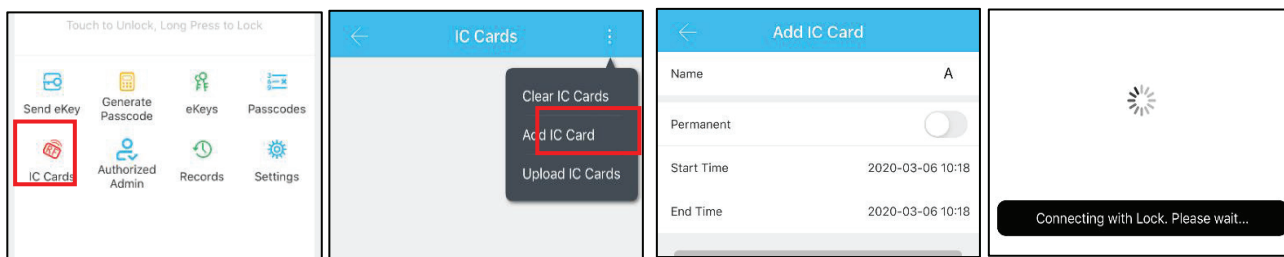 Touch to Unlock, Long Press to Lock
Send eKey
Generate
Passcode
eKeys
Passcodes
IC Cards
Authorized
Admin
Records
Settings
IC Cards
Clear IC Cards
Add IC Card
Upload IC Cards
Add IC Card
Name A
Permanent
Start Time 2020-03-06 10:18
End Time 2020-03-06 10:18
Connecting with Lock. Please wait...